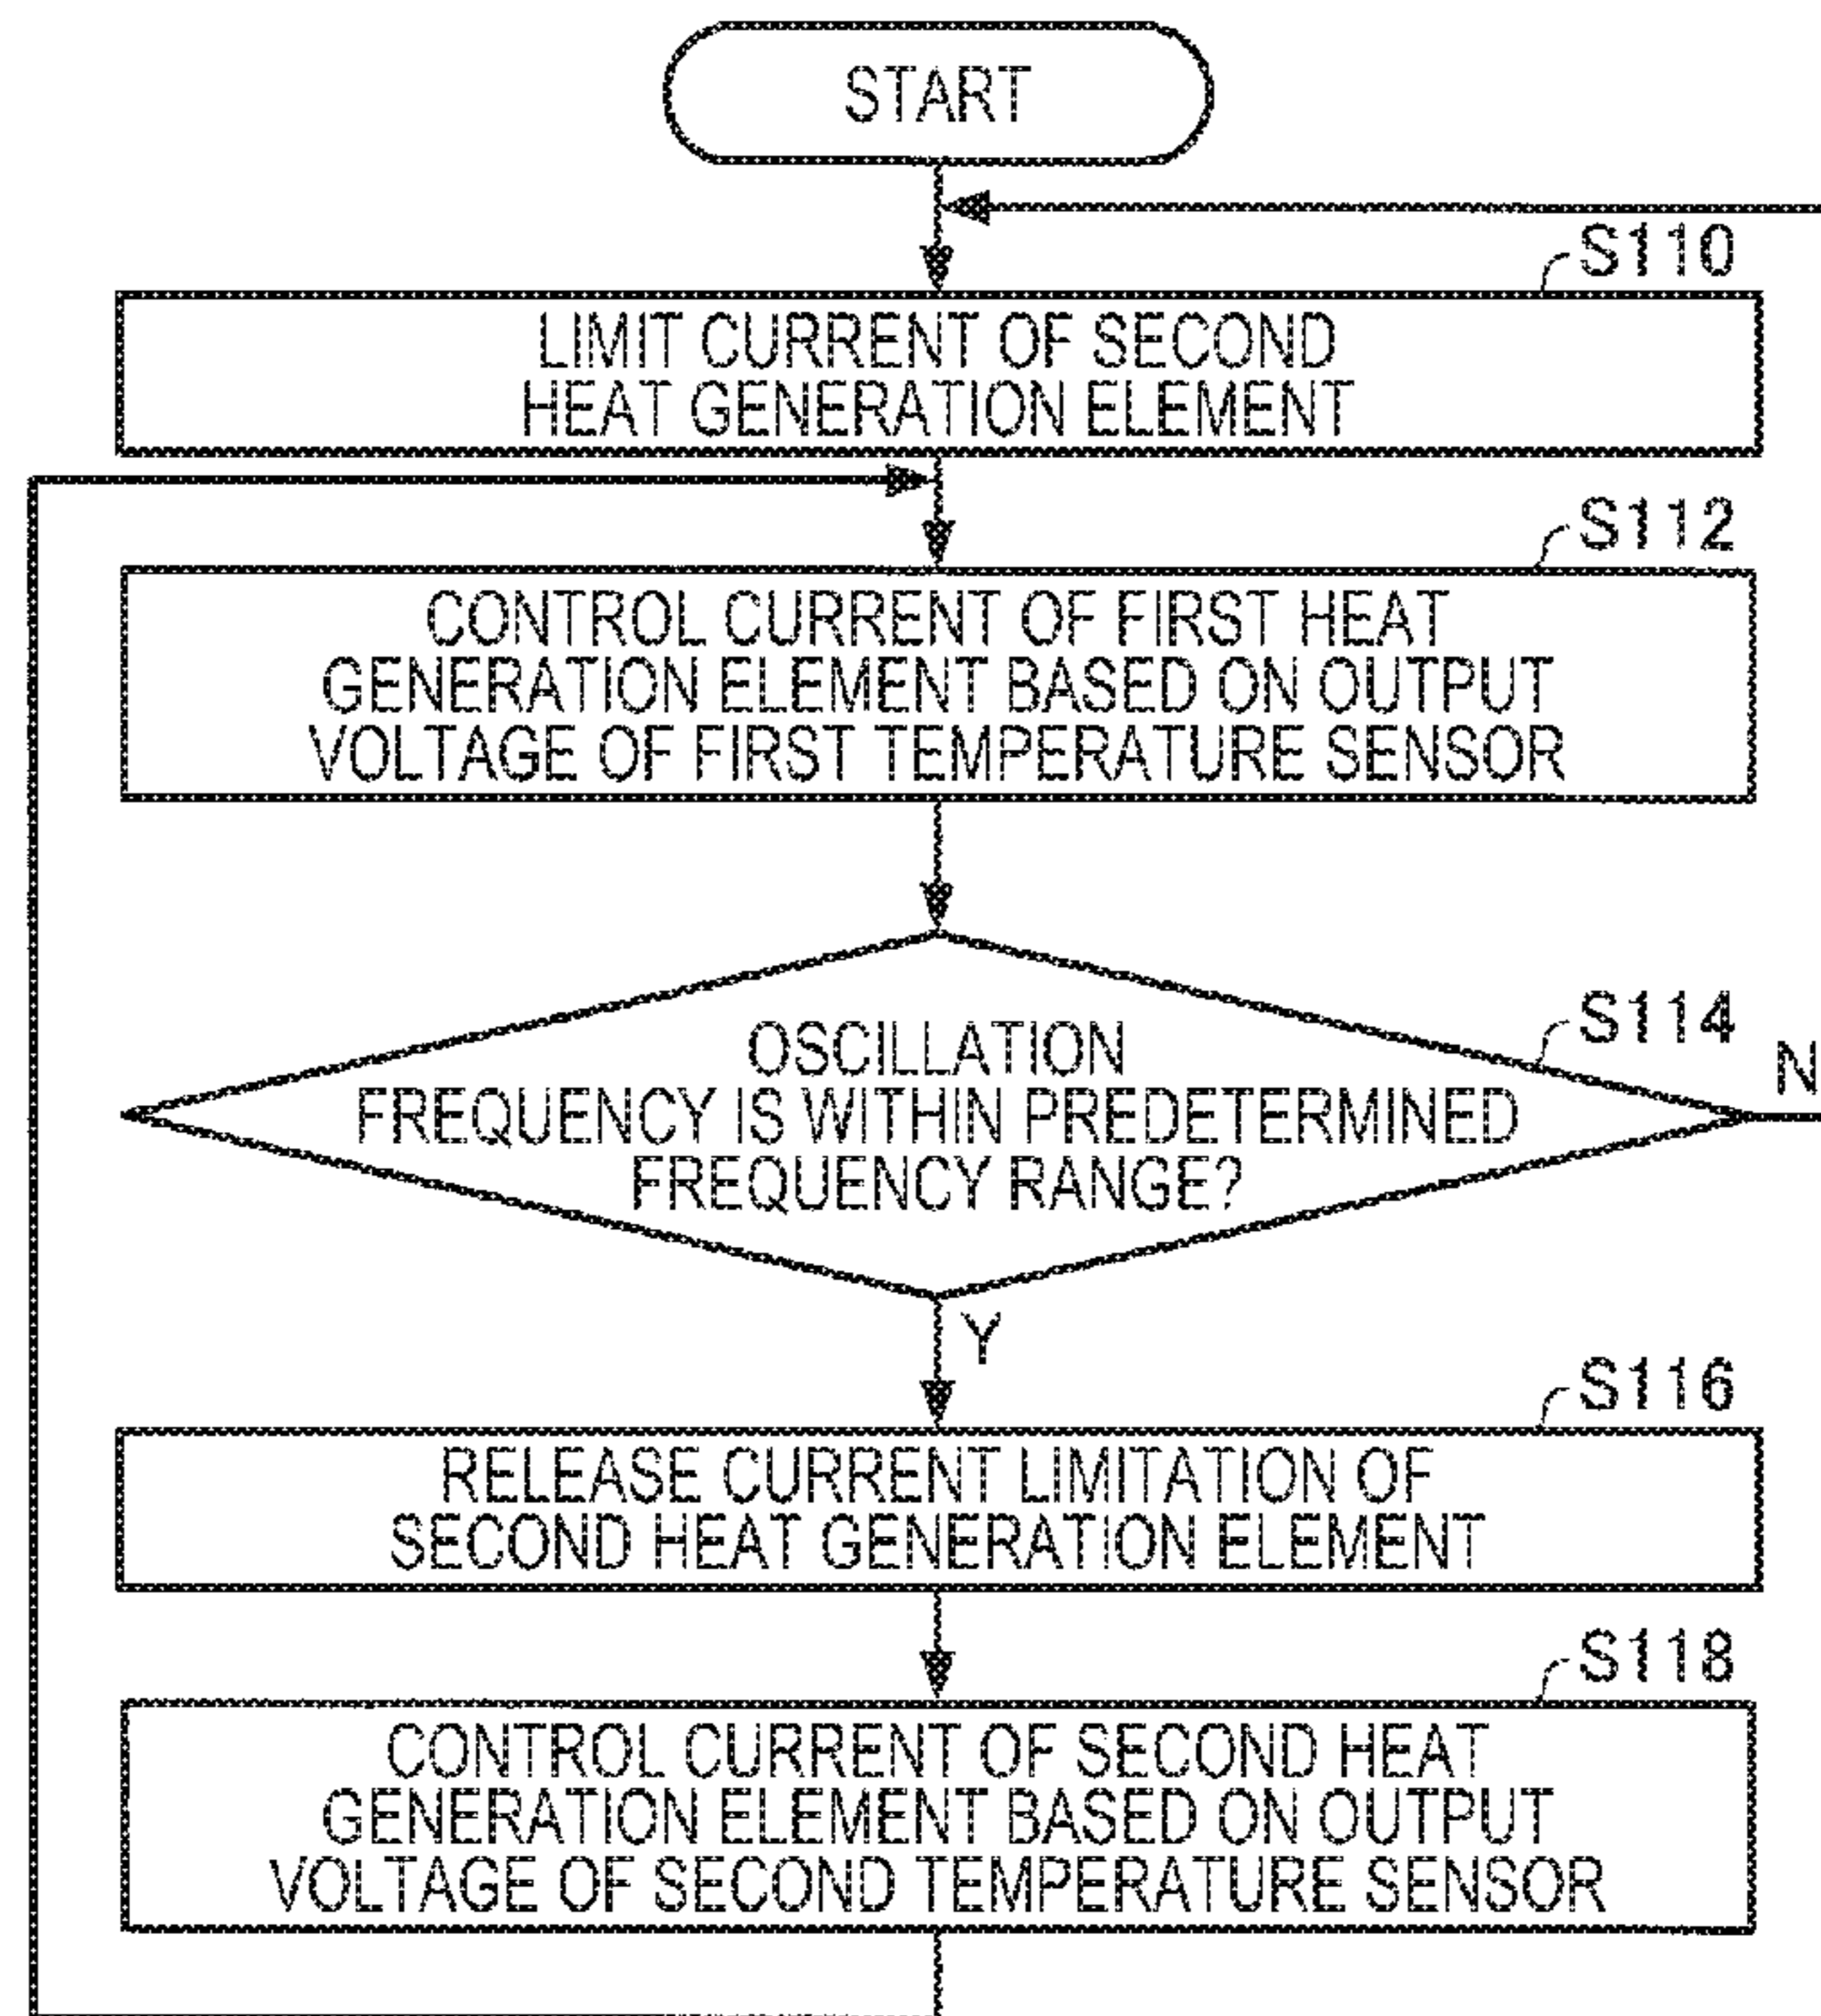 START
S110
LIMIT CURRENT OF SECOND
HEAT GENERATION ELEMENT
S112
CONTROL CURRENT OF FIRST HEAT
GENERATION ELEMENT BASED ON OUTPUT
VOLTAGE OF FIRST TEMPERATURE SENSOR
S114
N
OSCILLATION
FREQUENCY IS WITHIN PREDETERMINED
FREQUENCY RANGE?
Y
S116
RELEASE CURRENT LIMITATION OF
SECOND HEAT GENERATION ELEMENT
S118
CONTROL CURRENT OF SECOND HEAT
GENERATION ELEMENT BASED ON OUTPUT
VOLTAGE OF SECOND TEMPERATURE SENSOR